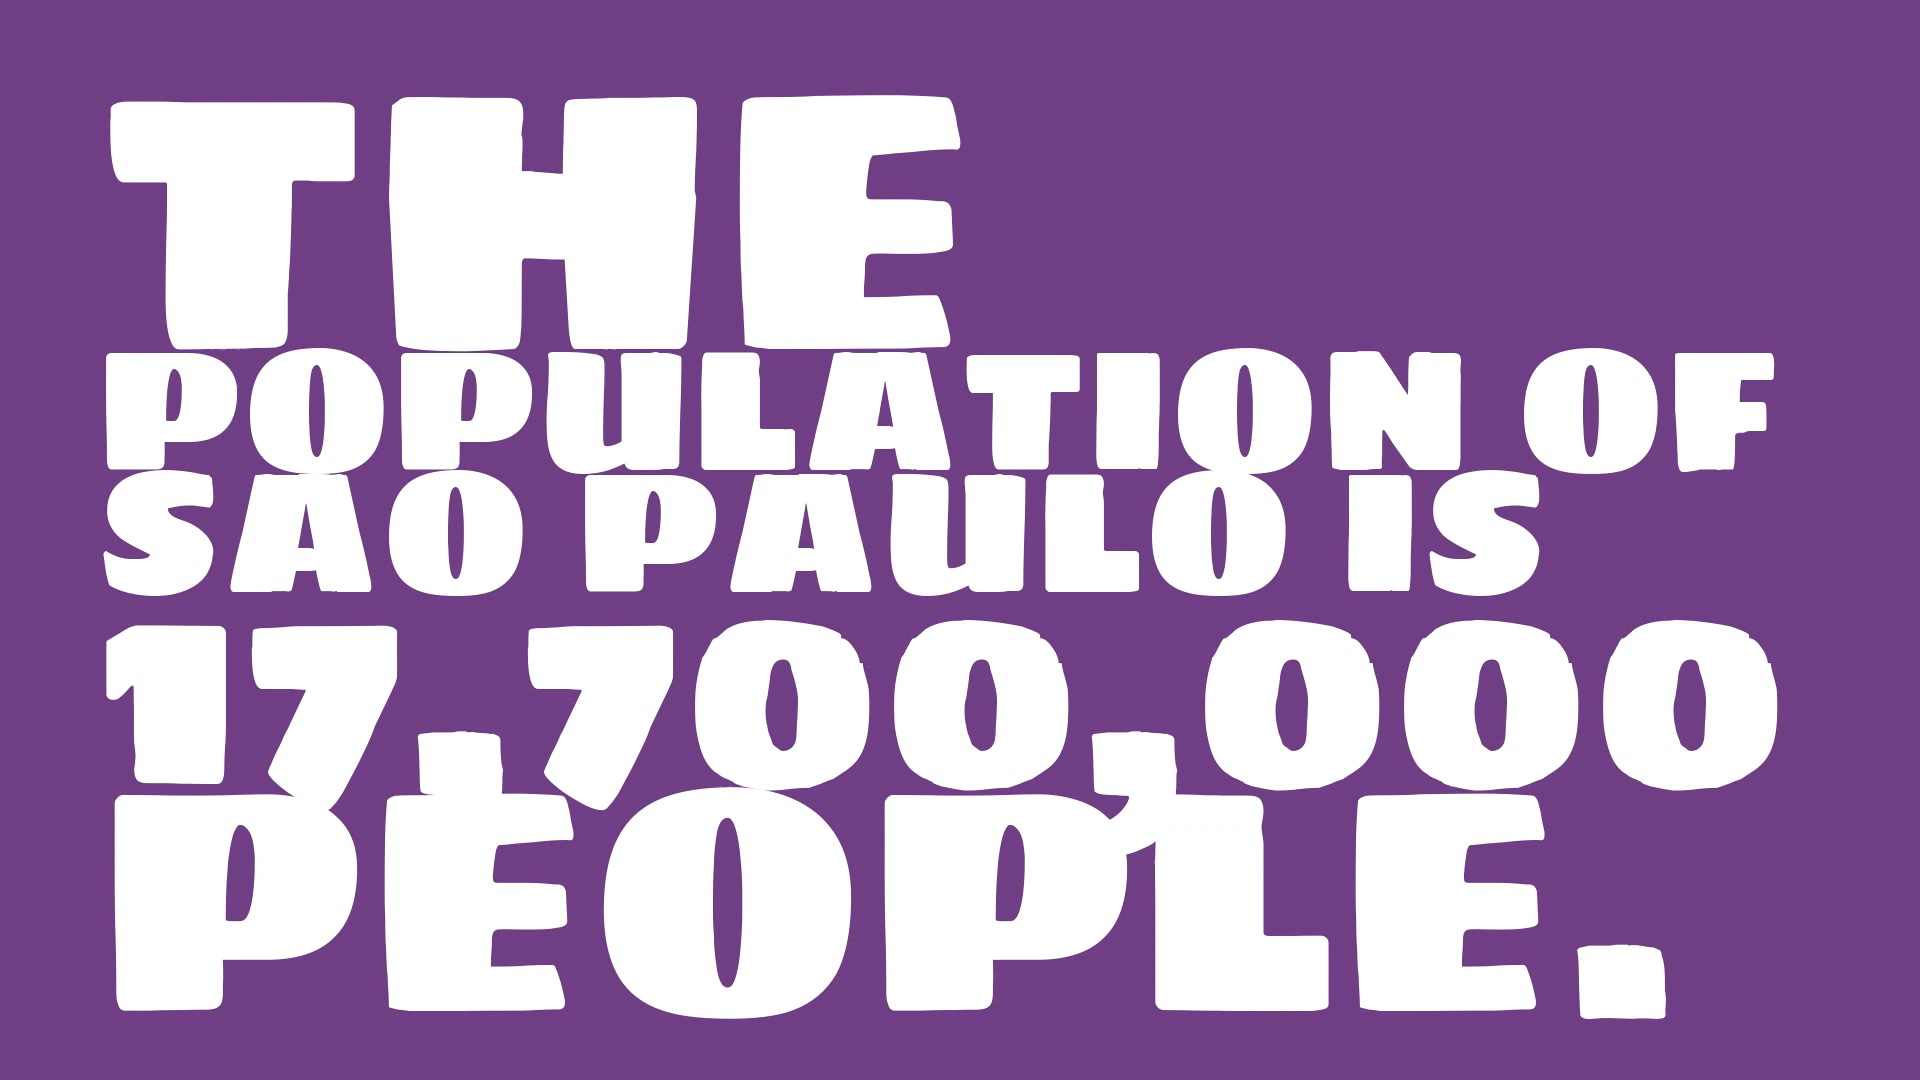 THE
POPULATION OF
SAO PAULO IS
17,700,000
PEOPLE.